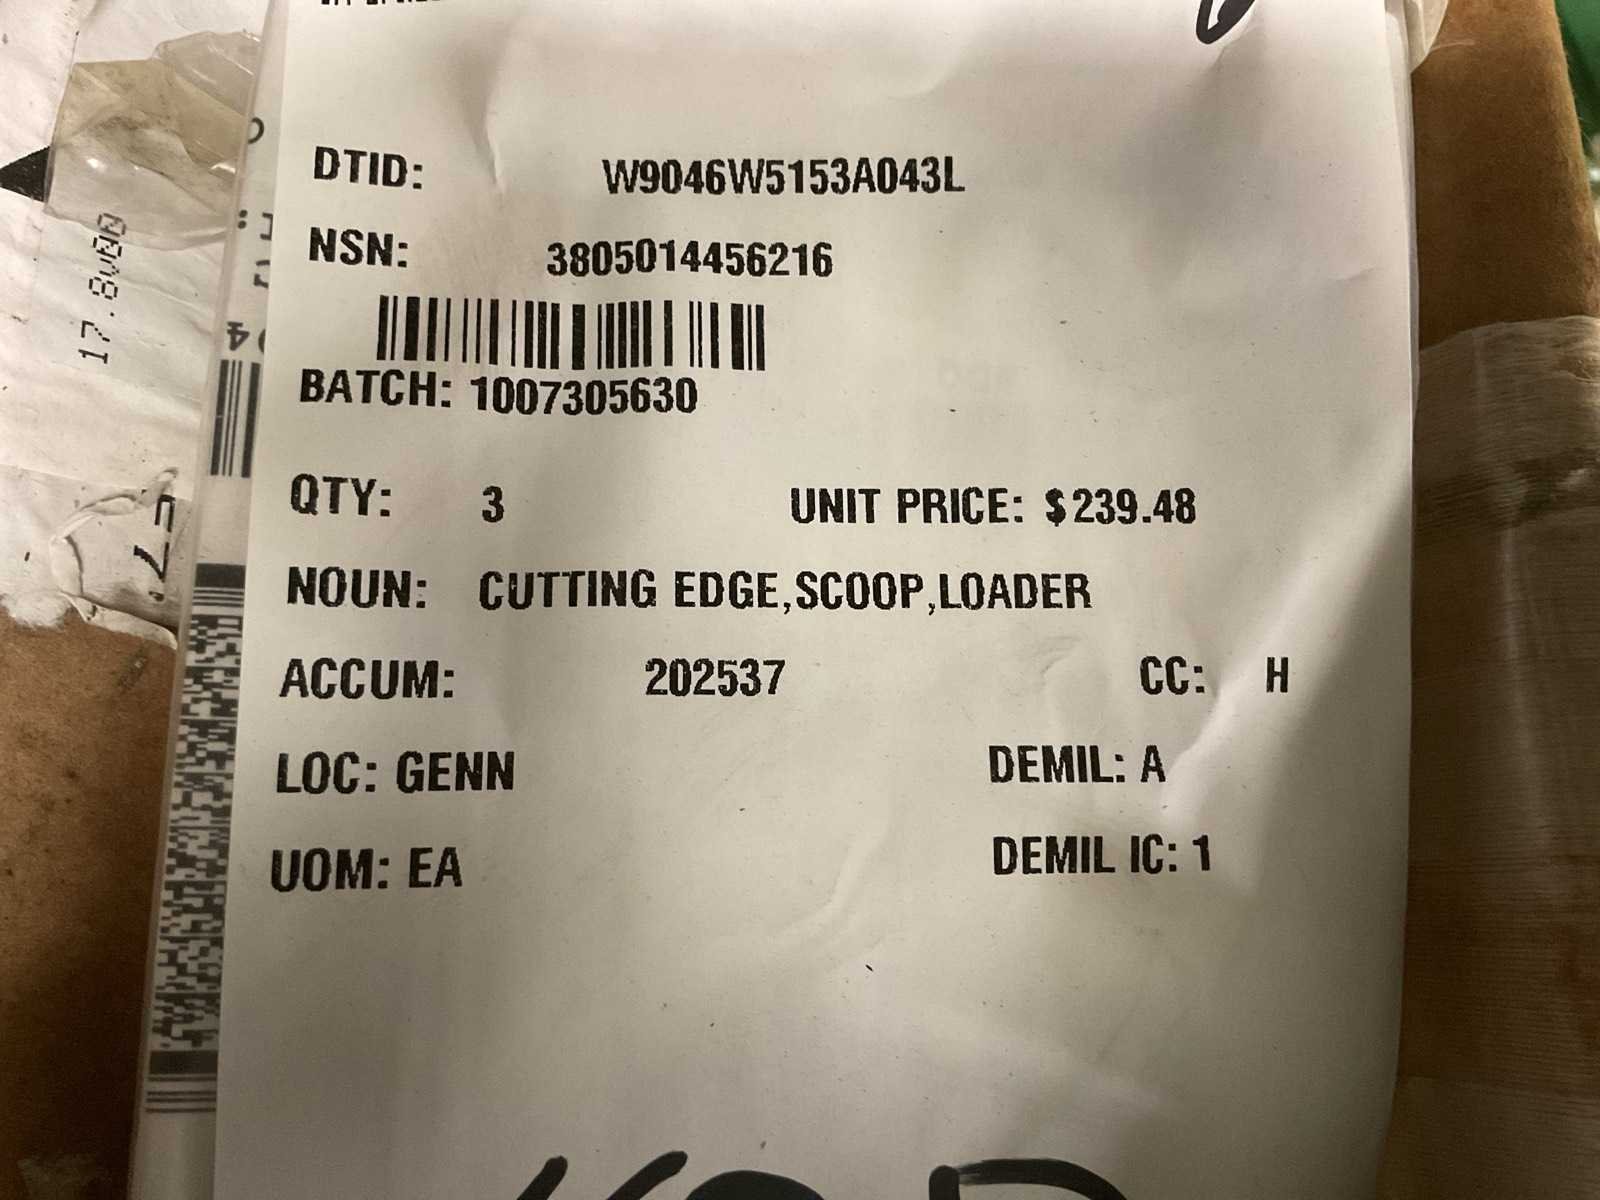 DTID: W9046W5153A043L
NSN: 3805014456216
BATCH: 1007305630
QTY: 3 UNIT PRICE: $239.48
NOUN: CUTTING EDGE,SCOOP,LOADER
ACCUM: 202537 CC: H
LOC: GENN DEMIL: A
UOM: EA DEMIL IC: 1
17.8v00